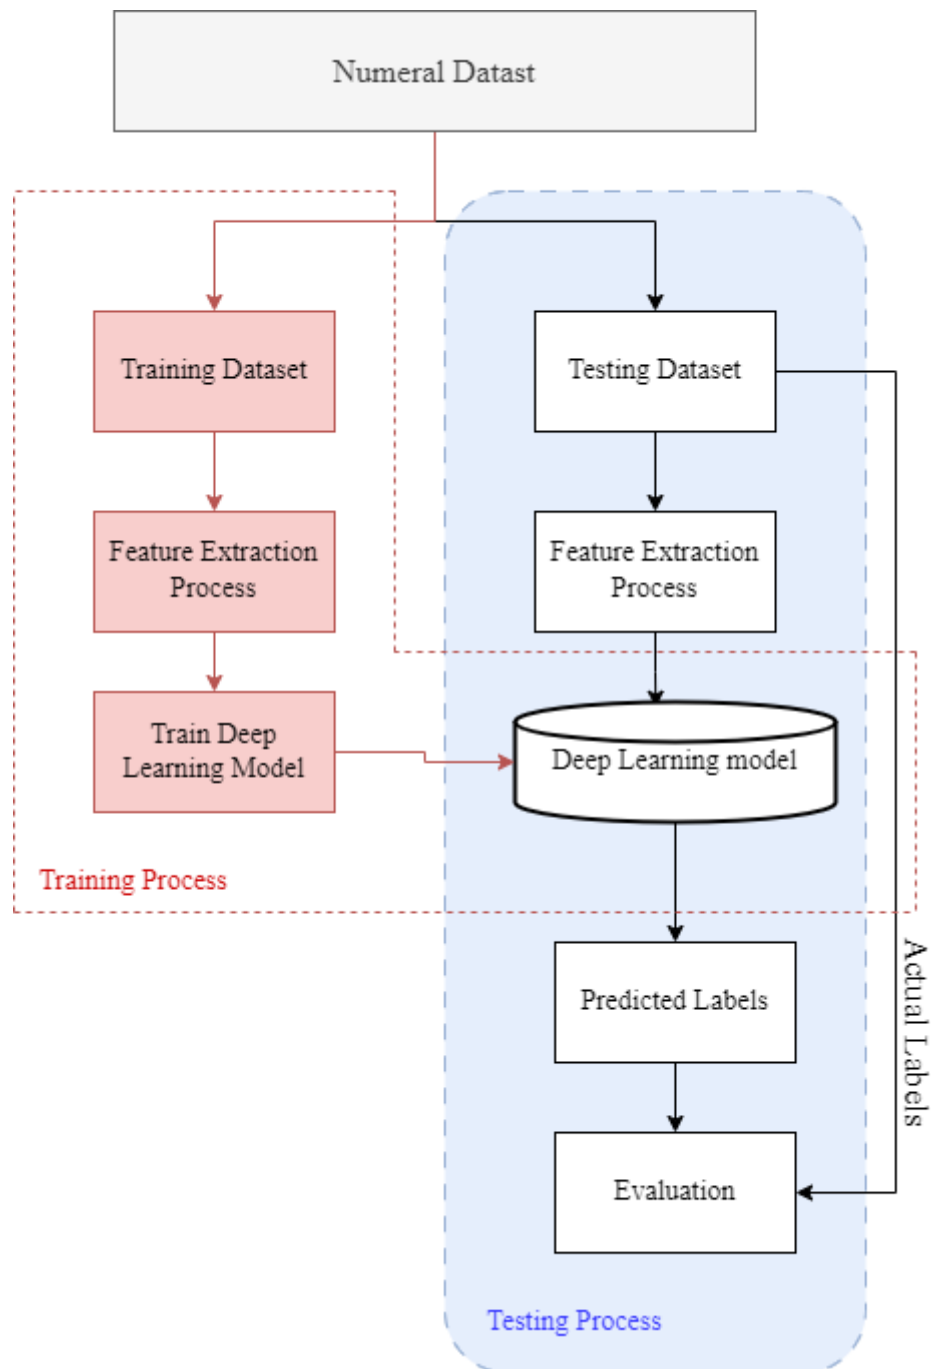 Numeral Datast
Training Dataset
Testing Dataset
Feature Extraction
Process
Feature Extraction
Process
Train Deep
Learning Model
Deep Learning model
Training Process
Predicted Labels
Actual Labels
Evaluation
Testing Process